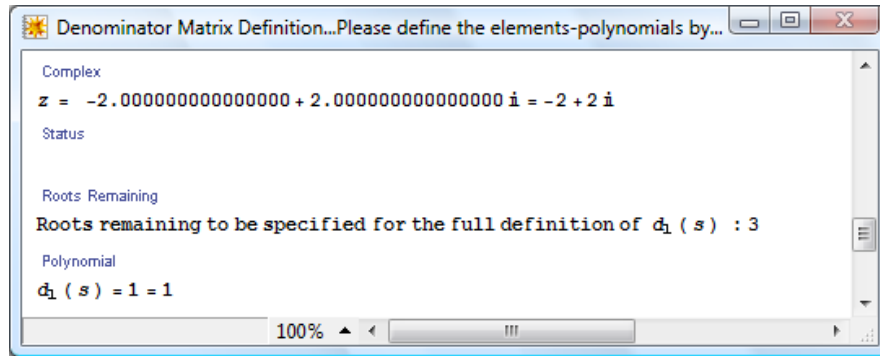 Denominator Matrix Definition...Please define the elements-polynomials by...
Complex
z = -2.000000000000000 + 2.000000000000000 i = -2 + 2 i
Status
Roots Remaining
Roots remaining to be specified for the full definition of d₁ ( s ) : 3
Polynomial
d₁ ( s ) = 1 = 1
100%